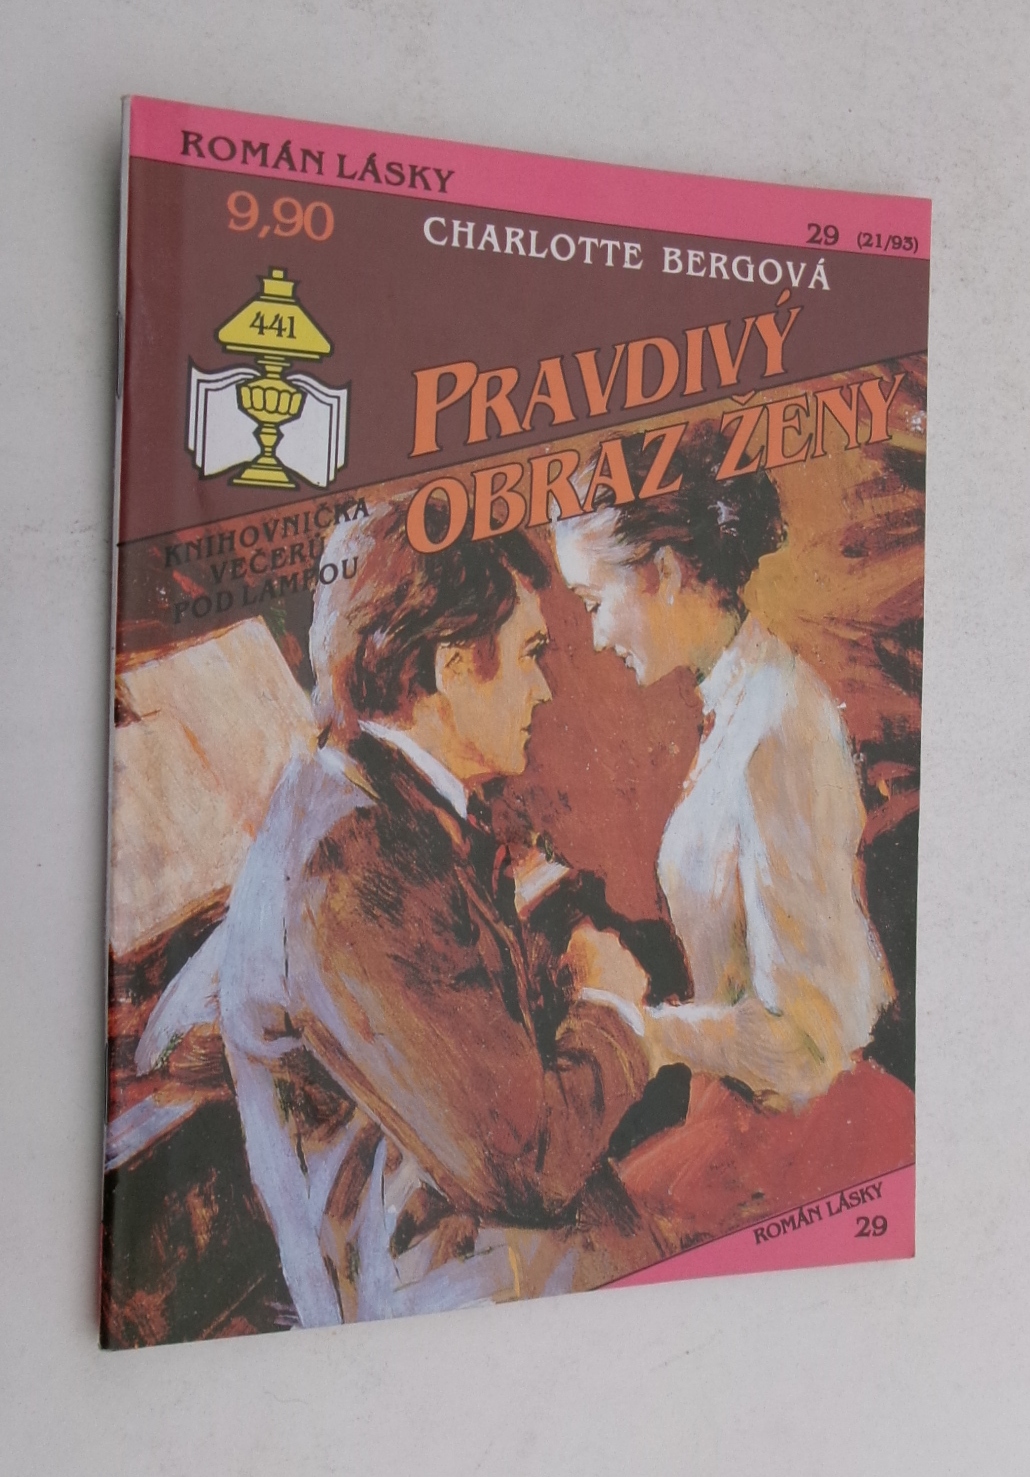 ROMÁN LÁSKY
9,90
29 (21/93)
CHARLOTTE BERGOVÁ
441
PRAVDIVÝ
OBRAZ ŽENY
KNIHOVNIČKA
VEČERŮ
POD LAMPOU
ROMÁN LÁSKY
29